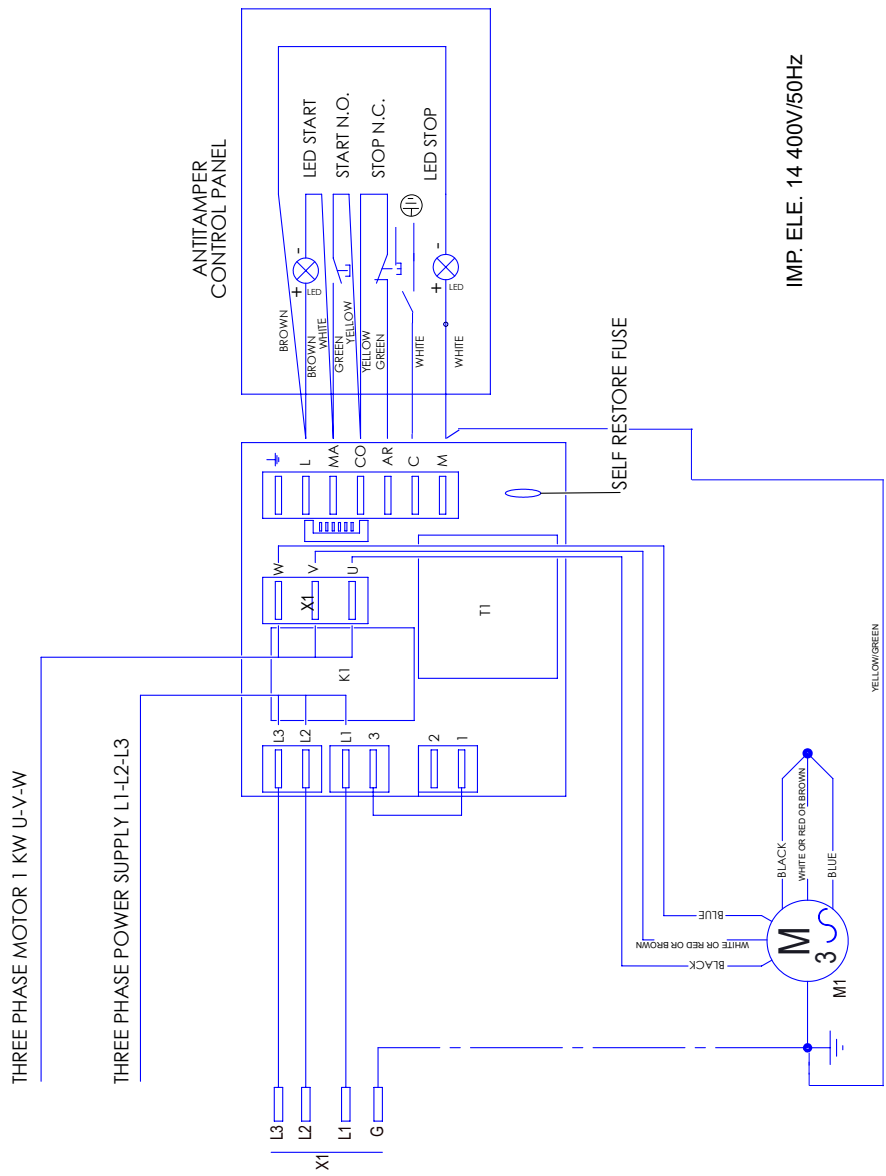 THREE PHASE MOTOR 1 KW U-V-W
THREE PHASE POWER SUPPLY L1-L2-L3
ANTITAMPER
CONTROL PANEL
LED START
START N.O.
STOP N.C.
LED STOP
+
-
LED
+
-
LED
BROWN
BROWN
WHITE
GREEN
YELLOW
YELLOW
GREEN
WHITE
WHITE
IMP. ELE. 14 400V/50Hz
SELF RESTORE FUSE
L
MA
CO
AR
C
M
W
V
U
X1
K1
T1
L3
L2
L1
3
2
1
L3
L2
L1
G
X1
BLUE
WHITE OR RED OR BROWN
BLACK
BLACK
WHITE OR RED OR BROWN
BLUE
M
3
M1
YELLOW/GREEN